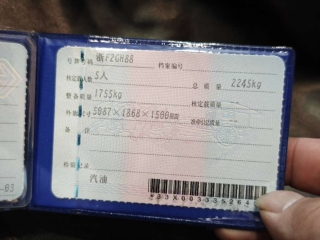 号牌号码 浙F2CH88 档案编号
核定载人数 5人 总质量 2245kg
整备质量 1755kg 核定载质量
外廓尺寸 5087×1868×1500mm 准牵引总质量
备注
检验记录
汽油